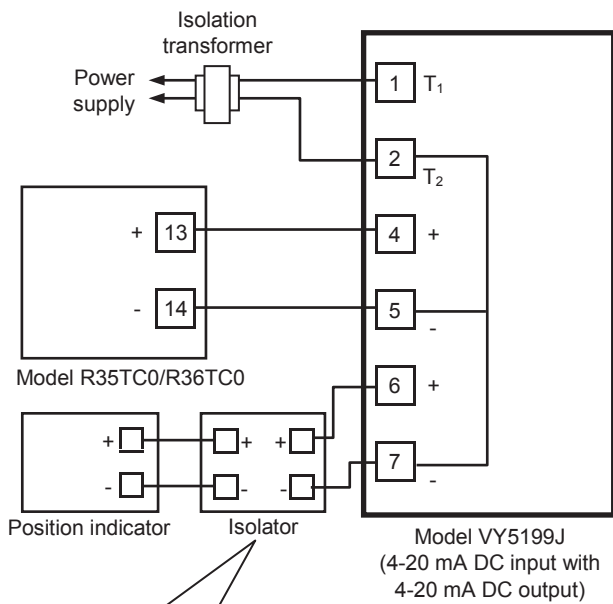 Isolation
transformer
Power
supply
1 T₁
2
T₂
+ 13
4 +
- 14
5
-
Model R35TC0/R36TC0
6 +
+ + +
7
-
- - -
Position indicator
Isolator
Model VY5199J
(4-20 mA DC input with
4-20 mA DC output)